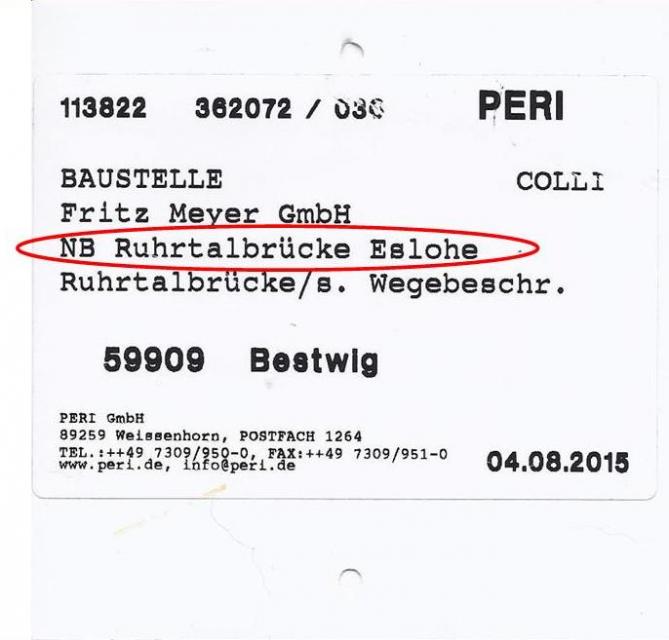 113822 362072 / 036 PERI
BAUSTELLE COLLI
Fritz Meyer GmbH
NB Ruhrtalbrücke Eslohe
Ruhrtalbrücke/s. Wegebeschr.
59909 Bestwig
PERI GmbH
89259 Weissenhorn, POSTFACH 1264
TEL.:++49 7309/950-0, FAX:++49 7309/951-0
www.peri.de, info@peri.de
04.08.2015